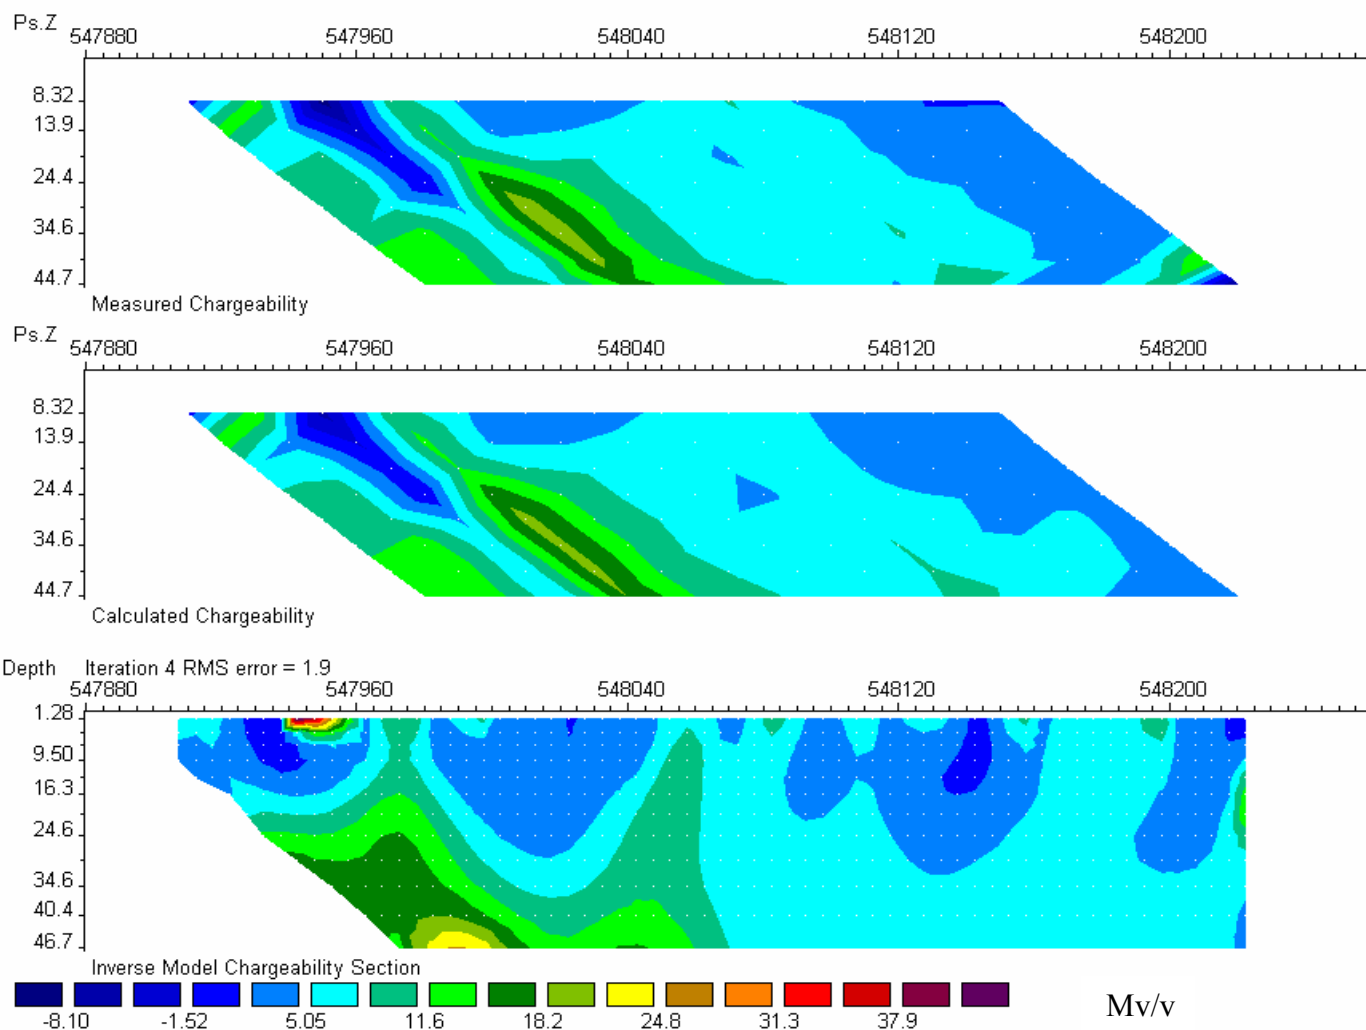 Ps.Z
547880 547960 548040 548120 548200
8.32
13.9
24.4
34.6
44.7
Measured Chargeability
Ps.Z
547880 547960 548040 548120 548200
8.32
13.9
24.4
34.6
44.7
Calculated Chargeability
Depth Iteration 4 RMS error = 1.9
547880 547960 548040 548120 548200
1.28
9.50
16.3
24.6
34.6
40.4
46.7
Inverse Model Chargeability Section
-8.10 -1.52 5.05 11.6 18.2 24.8 31.3 37.9
Mv/v